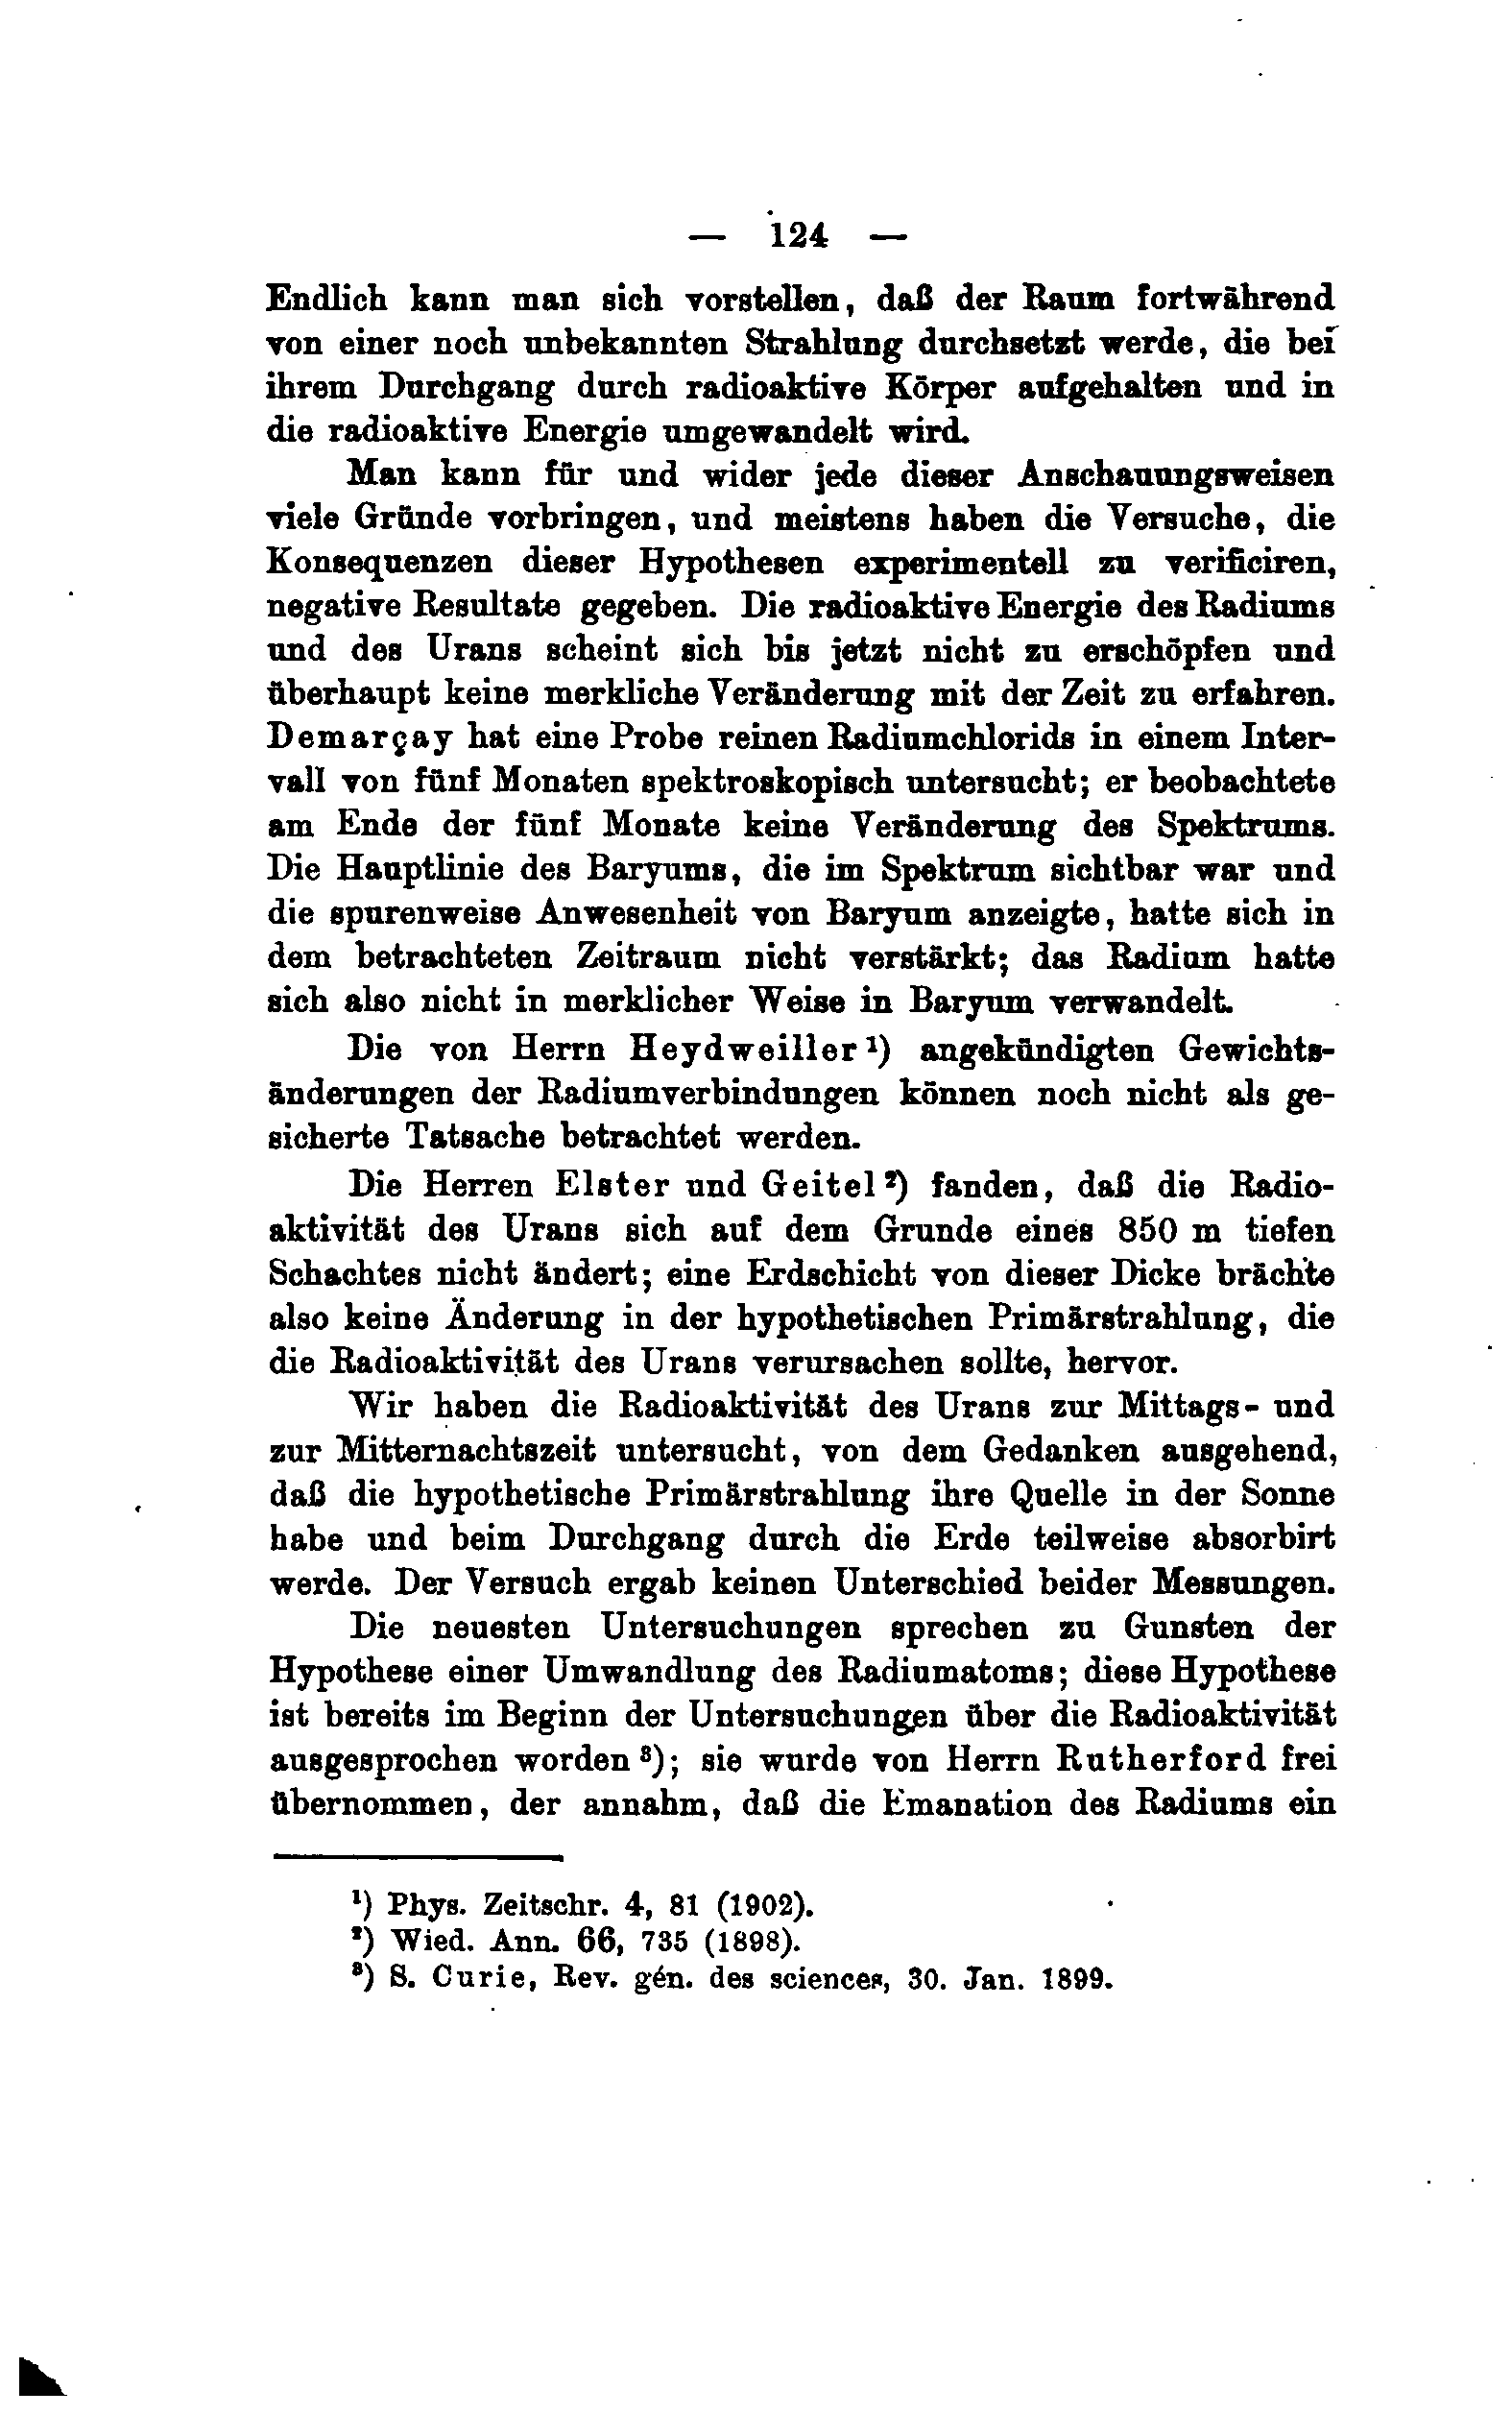 — 124 —
Endlich kann man sich vorstellen, daß der Raum fortwährend
von einer noch unbekannten Strahlung durchsetzt werde, die bei
ihrem Durchgang durch radioaktive Körper aufgehalten und in
die radioaktive Energie umgewandelt wird.
Man kann für und wider jede dieser Anschauungsweisen
viele Gründe vorbringen, und meistens haben die Versuche, die
Konsequenzen dieser Hypothesen experimentell zu verificiren,
negative Resultate gegeben. Die radioaktive Energie des Radiums
und des Urans scheint sich bis jetzt nicht zu erschöpfen und
überhaupt keine merkliche Veränderung mit der Zeit zu erfahren.
Demarçay hat eine Probe reinen Radiumchlorids in einem Inter-
vall von fünf Monaten spektroskopisch untersucht; er beobachtete
am Ende der fünf Monate keine Veränderung des Spektrums.
Die Hauptlinie des Baryums, die im Spektrum sichtbar war und
die spurenweise Anwesenheit von Baryum anzeigte, hatte sich in
dem betrachteten Zeitraum nicht verstärkt; das Radium hatte
sich also nicht in merklicher Weise in Baryum verwandelt.
Die von Herrn Heydweiller ¹) angekündigten Gewichts-
änderungen der Radiumverbindungen können noch nicht als ge-
sicherte Tatsache betrachtet werden.
Die Herren Elster und Geitel ²) fanden, daß die Radio-
aktivität des Urans sich auf dem Grunde eines 850 m tiefen
Schachtes nicht ändert; eine Erdschicht von dieser Dicke brächte
also keine Änderung in der hypothetischen Primärstrahlung, die
die Radioaktivität des Urans verursachen sollte, hervor.
Wir haben die Radioaktivität des Urans zur Mittags- und
zur Mitternachtszeit untersucht, von dem Gedanken ausgehend,
daß die hypothetische Primärstrahlung ihre Quelle in der Sonne
habe und beim Durchgang durch die Erde teilweise absorbirt
werde. Der Versuch ergab keinen Unterschied beider Messungen.
Die neuesten Untersuchungen sprechen zu Gunsten der
Hypothese einer Umwandlung des Radiumatoms; diese Hypothese
ist bereits im Beginn der Untersuchungen über die Radioaktivität
ausgesprochen worden ³); sie wurde von Herrn Rutherford frei
übernommen, der annahm, daß die Emanation des Radiums ein
¹) Phys. Zeitschr. 4, 81 (1902).
²) Wied. Ann. 66, 735 (1898).
³) S. Curie, Rev. gén. des sciences, 30. Jan. 1899.